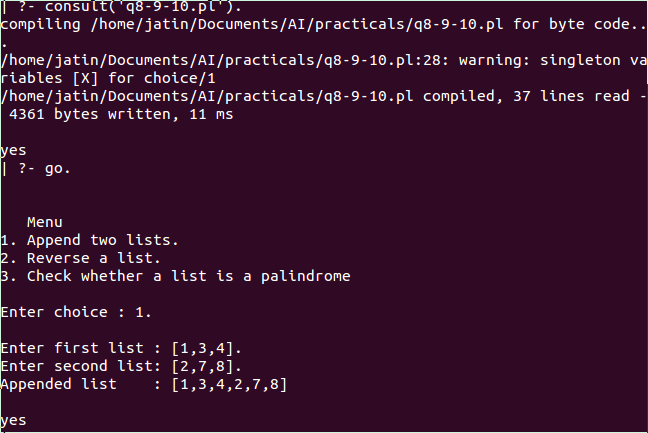 | ?- consult('q8-9-10.pl').
compiling /home/jatin/Documents/AI/practicals/q8-9-10.pl for byte code..
.
/home/jatin/Documents/AI/practicals/q8-9-10.pl:28: warning: singleton va
riables [X] for choice/1
/home/jatin/Documents/AI/practicals/q8-9-10.pl compiled, 37 lines read -
 4361 bytes written, 11 ms

yes
| ?- go.

   Menu
1. Append two lists.
2. Reverse a list.
3. Check whether a list is a palindrome

Enter choice : 1.

Enter first list : [1,3,4].
Enter second list: [2,7,8].
Appended list    : [1,3,4,2,7,8]

yes